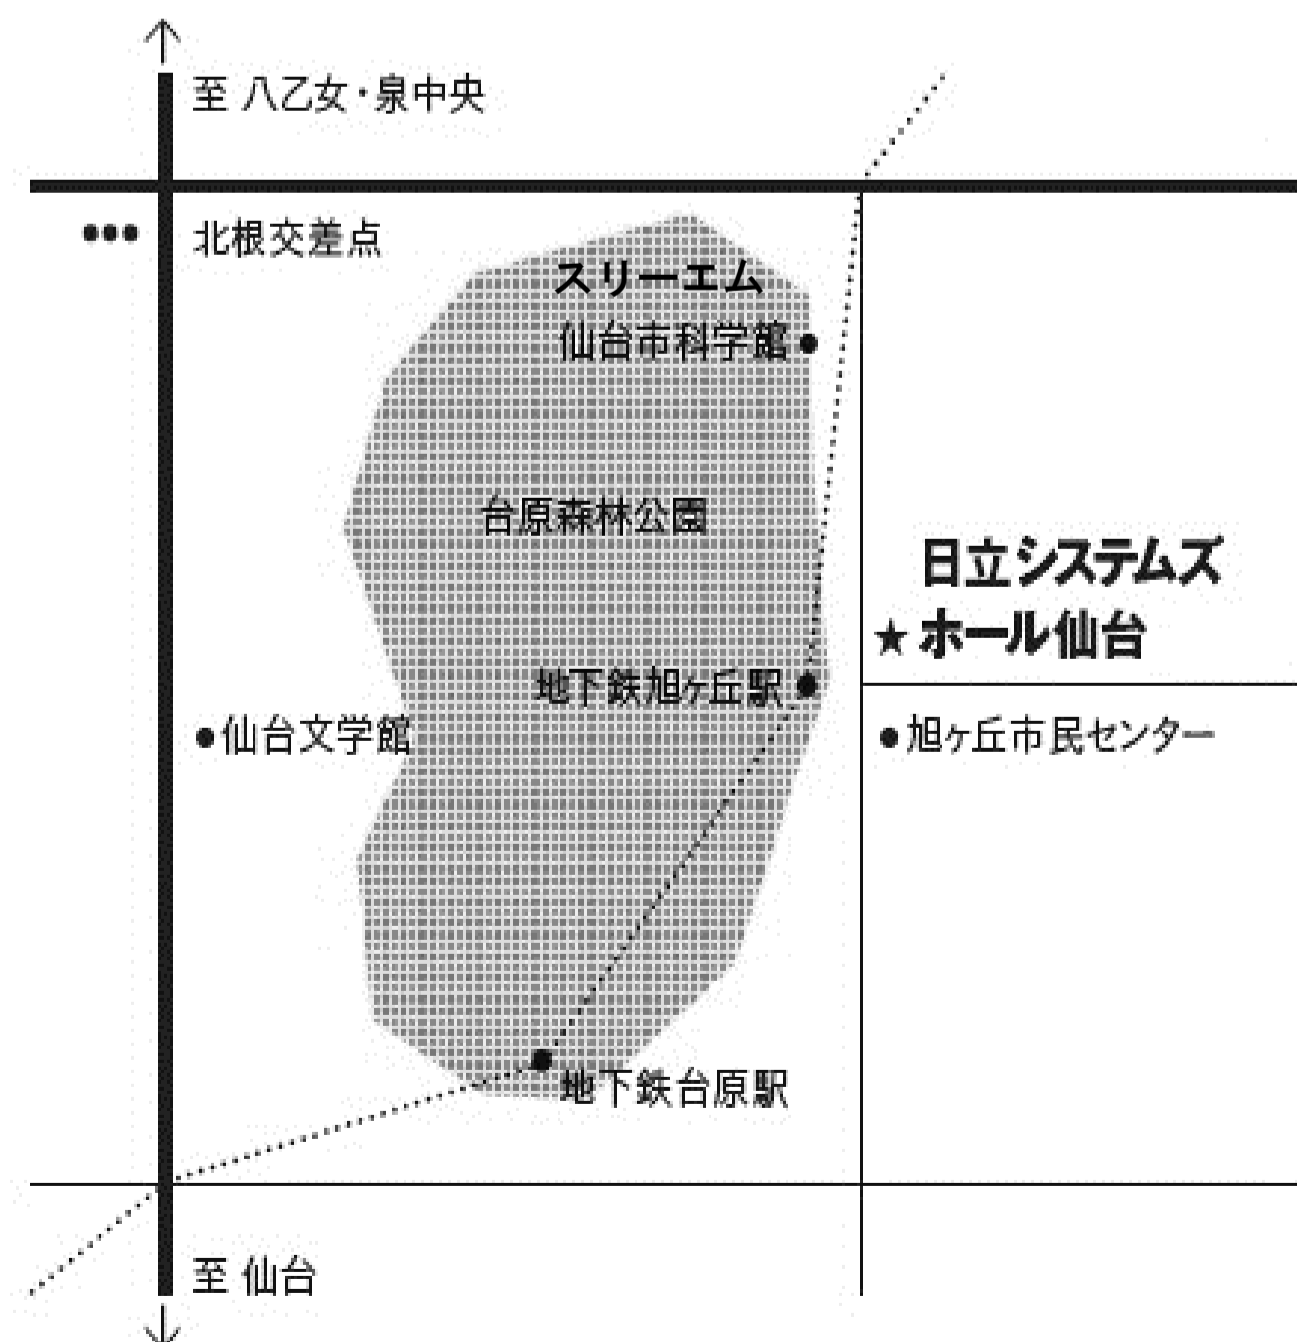 至 八乙女・泉中央
北根交差点
スリーエム
仙台市科学館
台原森林公園
日立システムズ
★ホール仙台
地下鉄旭ヶ丘駅
仙台文学館
旭ヶ丘市民センター
地下鉄台原駅
至 仙台